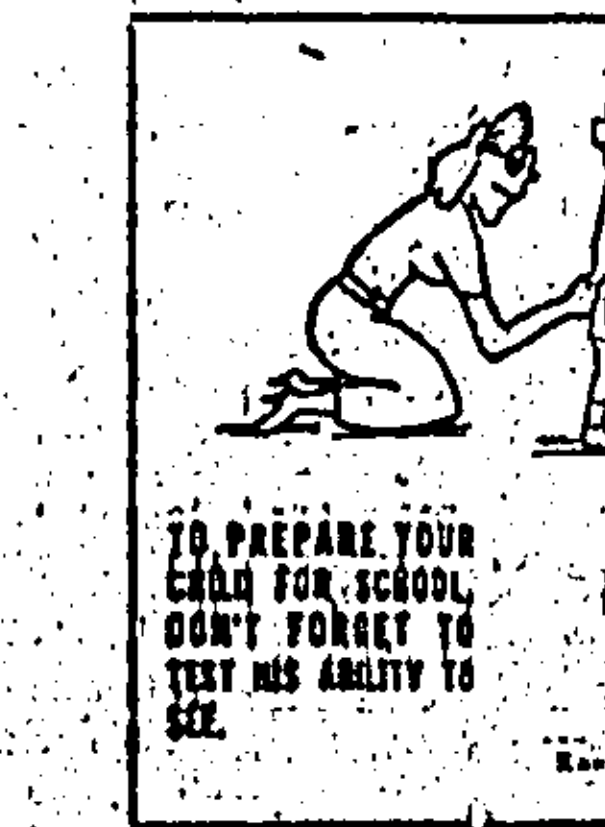 TO PREPARE YOUR
CHILD FOR SCHOOL,
DON'T FORGET TO
TEST HIS ABILITY TO
SEE.